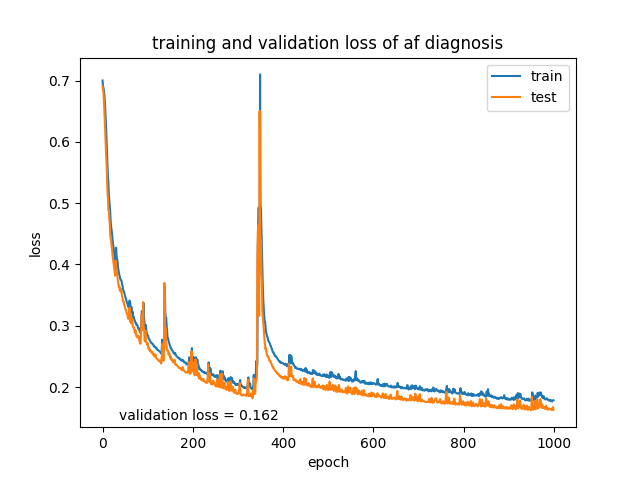 training and validation loss of af diagnosis
train
test
0.7
0.6
0.5
0.4
0.3
0.2
loss
validation loss = 0.162
0
200
400
600
800
1000
epoch